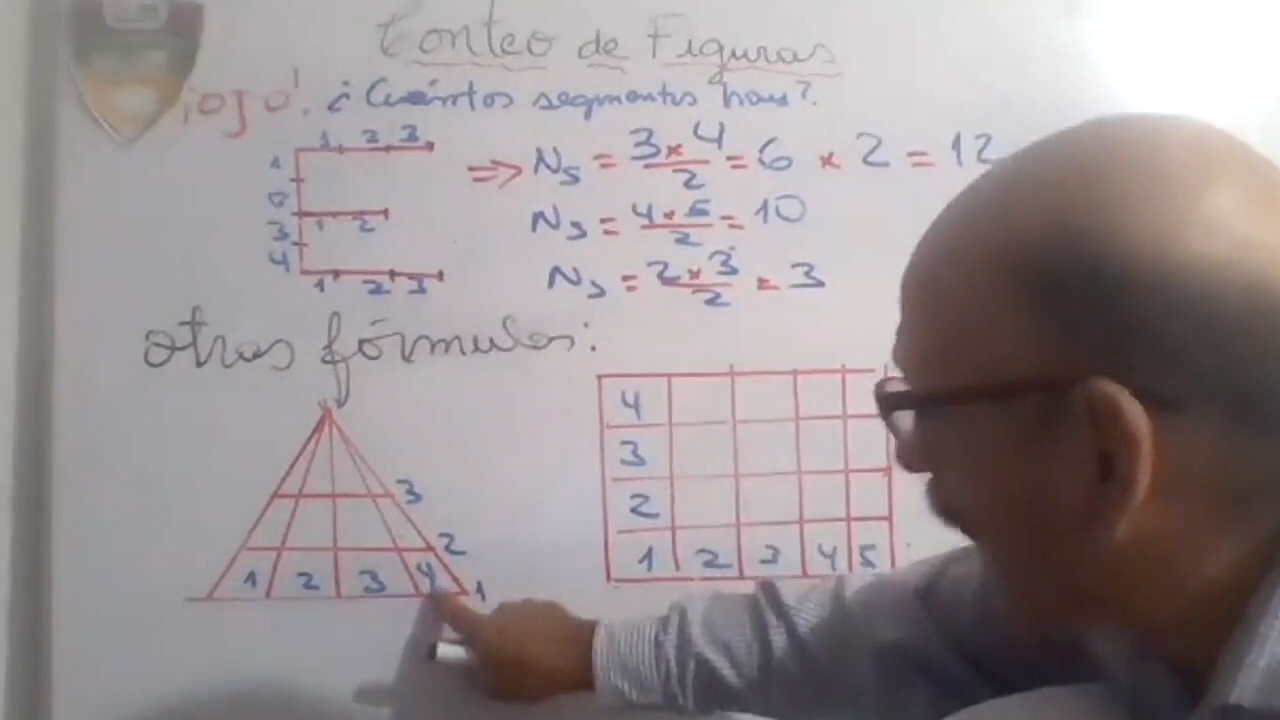 Conteo de Figuras
¡OJO! ¿Cuántos segmentos hay?
1 2 3
1
0
3
4
1 2
1 2 3
=> Ns = 3 x 4 / 2 = 6 x 2 = 12
Ns = 4 x 5 / 2 = 10
Ns = 2 x 3 / 2 = 3
otras fórmulas:
3
2
1 2 3 4 1
4
3
2
1 2 3 4 5